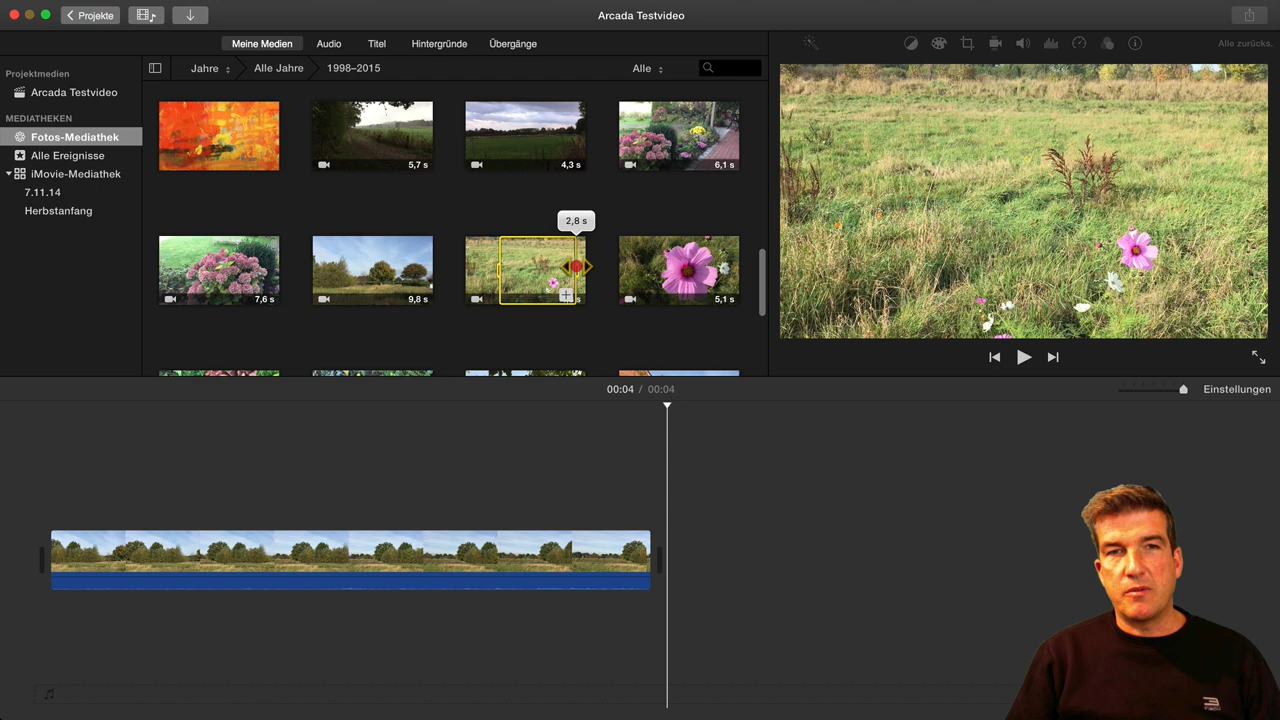 Projekte
Arcada Testvideo
Meine Medien Audio Titel Hintergründe Übergänge
Alle zurücks.
Projektmedien
Arcada Testvideo
MEDIATHEKEN
Fotos-Mediathek
Alle Ereignisse
iMovie-Mediathek
7.11.14
Herbstanfang
Jahre Alle Jahre 1998–2015 Alle
5,7 s 4,3 s 6,1 s
2,8 s
7,6 s 9,8 s 5,1 s
00:04 / 00:04 Einstellungen